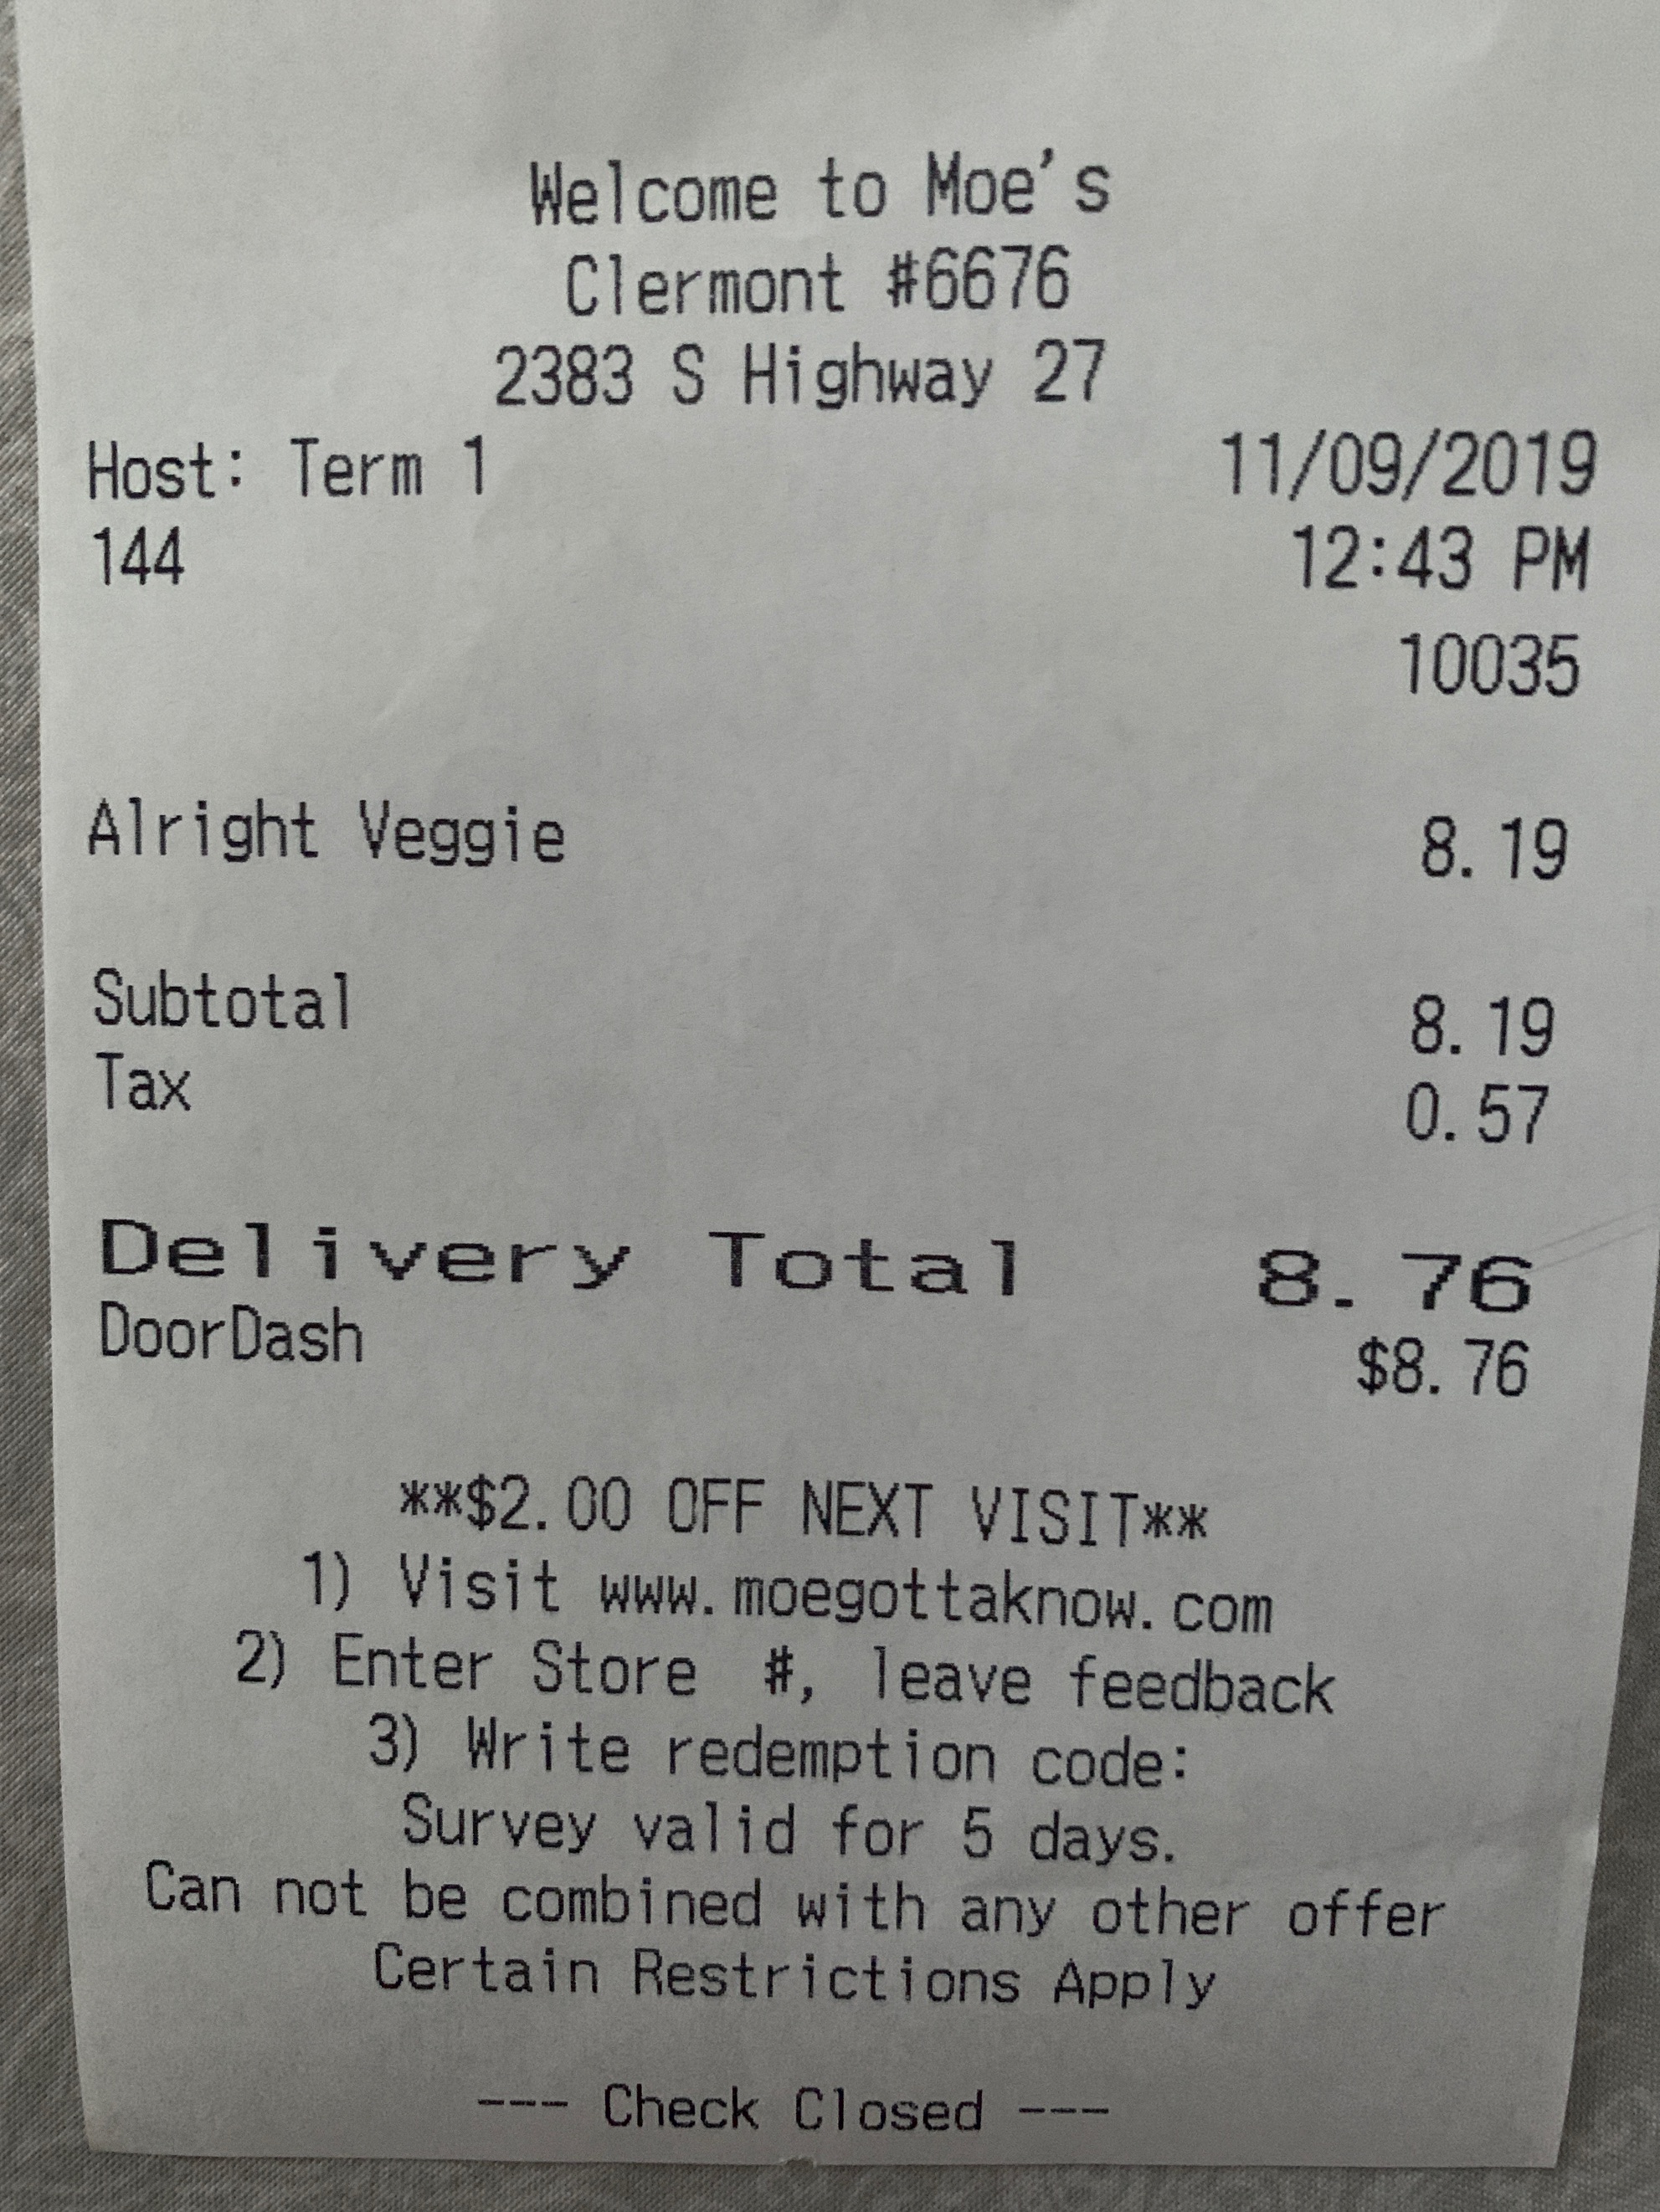 Welcome to Moe's
Clermont #6676
2383 S Highway 27
Host: Term 1 11/09/2019
144 12:43 PM
10035
Alright Veggie 8.19
Subtotal 8.19
Tax 0.57
Delivery Total 8.76
DoorDash $8.76
**$2.00 OFF NEXT VISIT**
1) Visit www.moegottaknow.com
2) Enter Store #, leave feedback
3) Write redemption code:
Survey valid for 5 days.
Can not be combined with any other offer
Certain Restrictions Apply
--- Check Closed ---